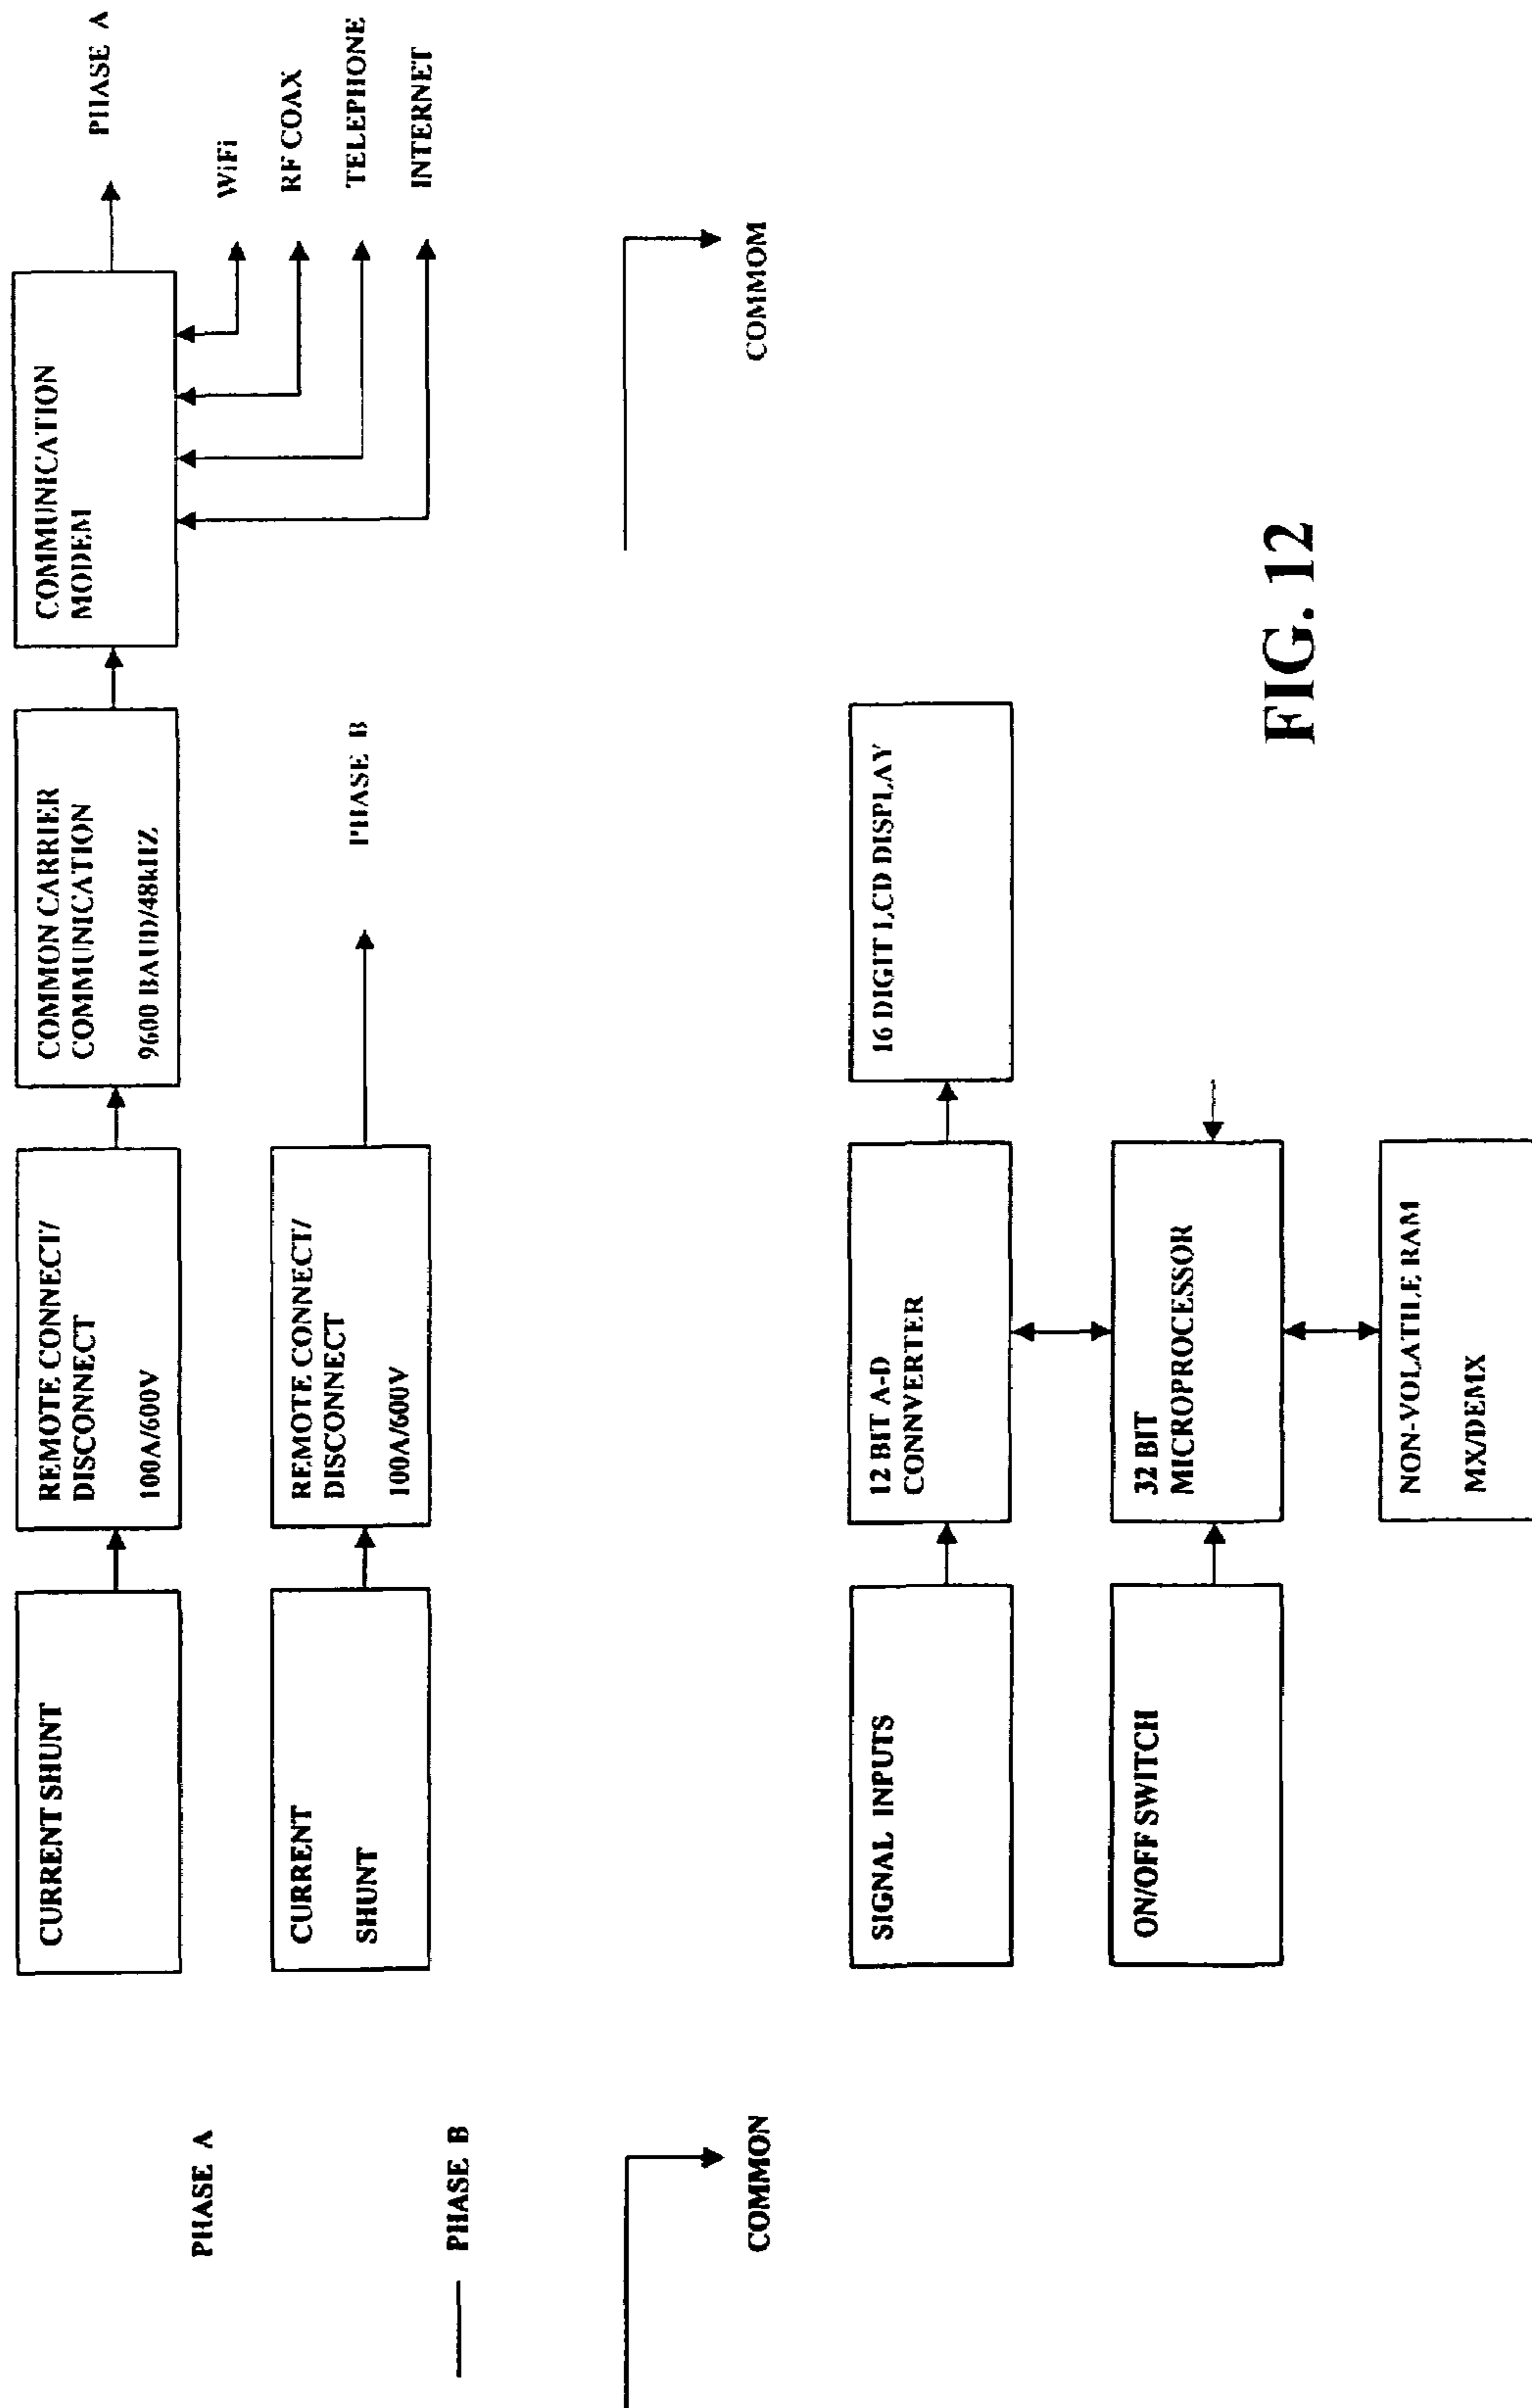 PHASE A
CURRENT SHUNT
REMOTE CONNECT/
DISCONNECT
100A/600V
COMMON CARRIER
COMMUNICATION
9600 BAUD/48kHZ
COMMUNICATION
MODEM
PHASE A
WiFi
RF COAX
TELEPHONE
INTERNET
PHASE B
CURRENT
SHUNT
REMOTE CONNECT/
DISCONNECT
100A/600V
PHASE B
COMMON
COMMOM
SIGNAL INPUTS
12 BIT A-D
CONNVERTER
16 DIGIT LCD DISPLAY
ON/OFF SWITCH
32 BIT
MICROPROCESSOR
NON-VOLATILE RAM
MX/DEMX
FIG. 12